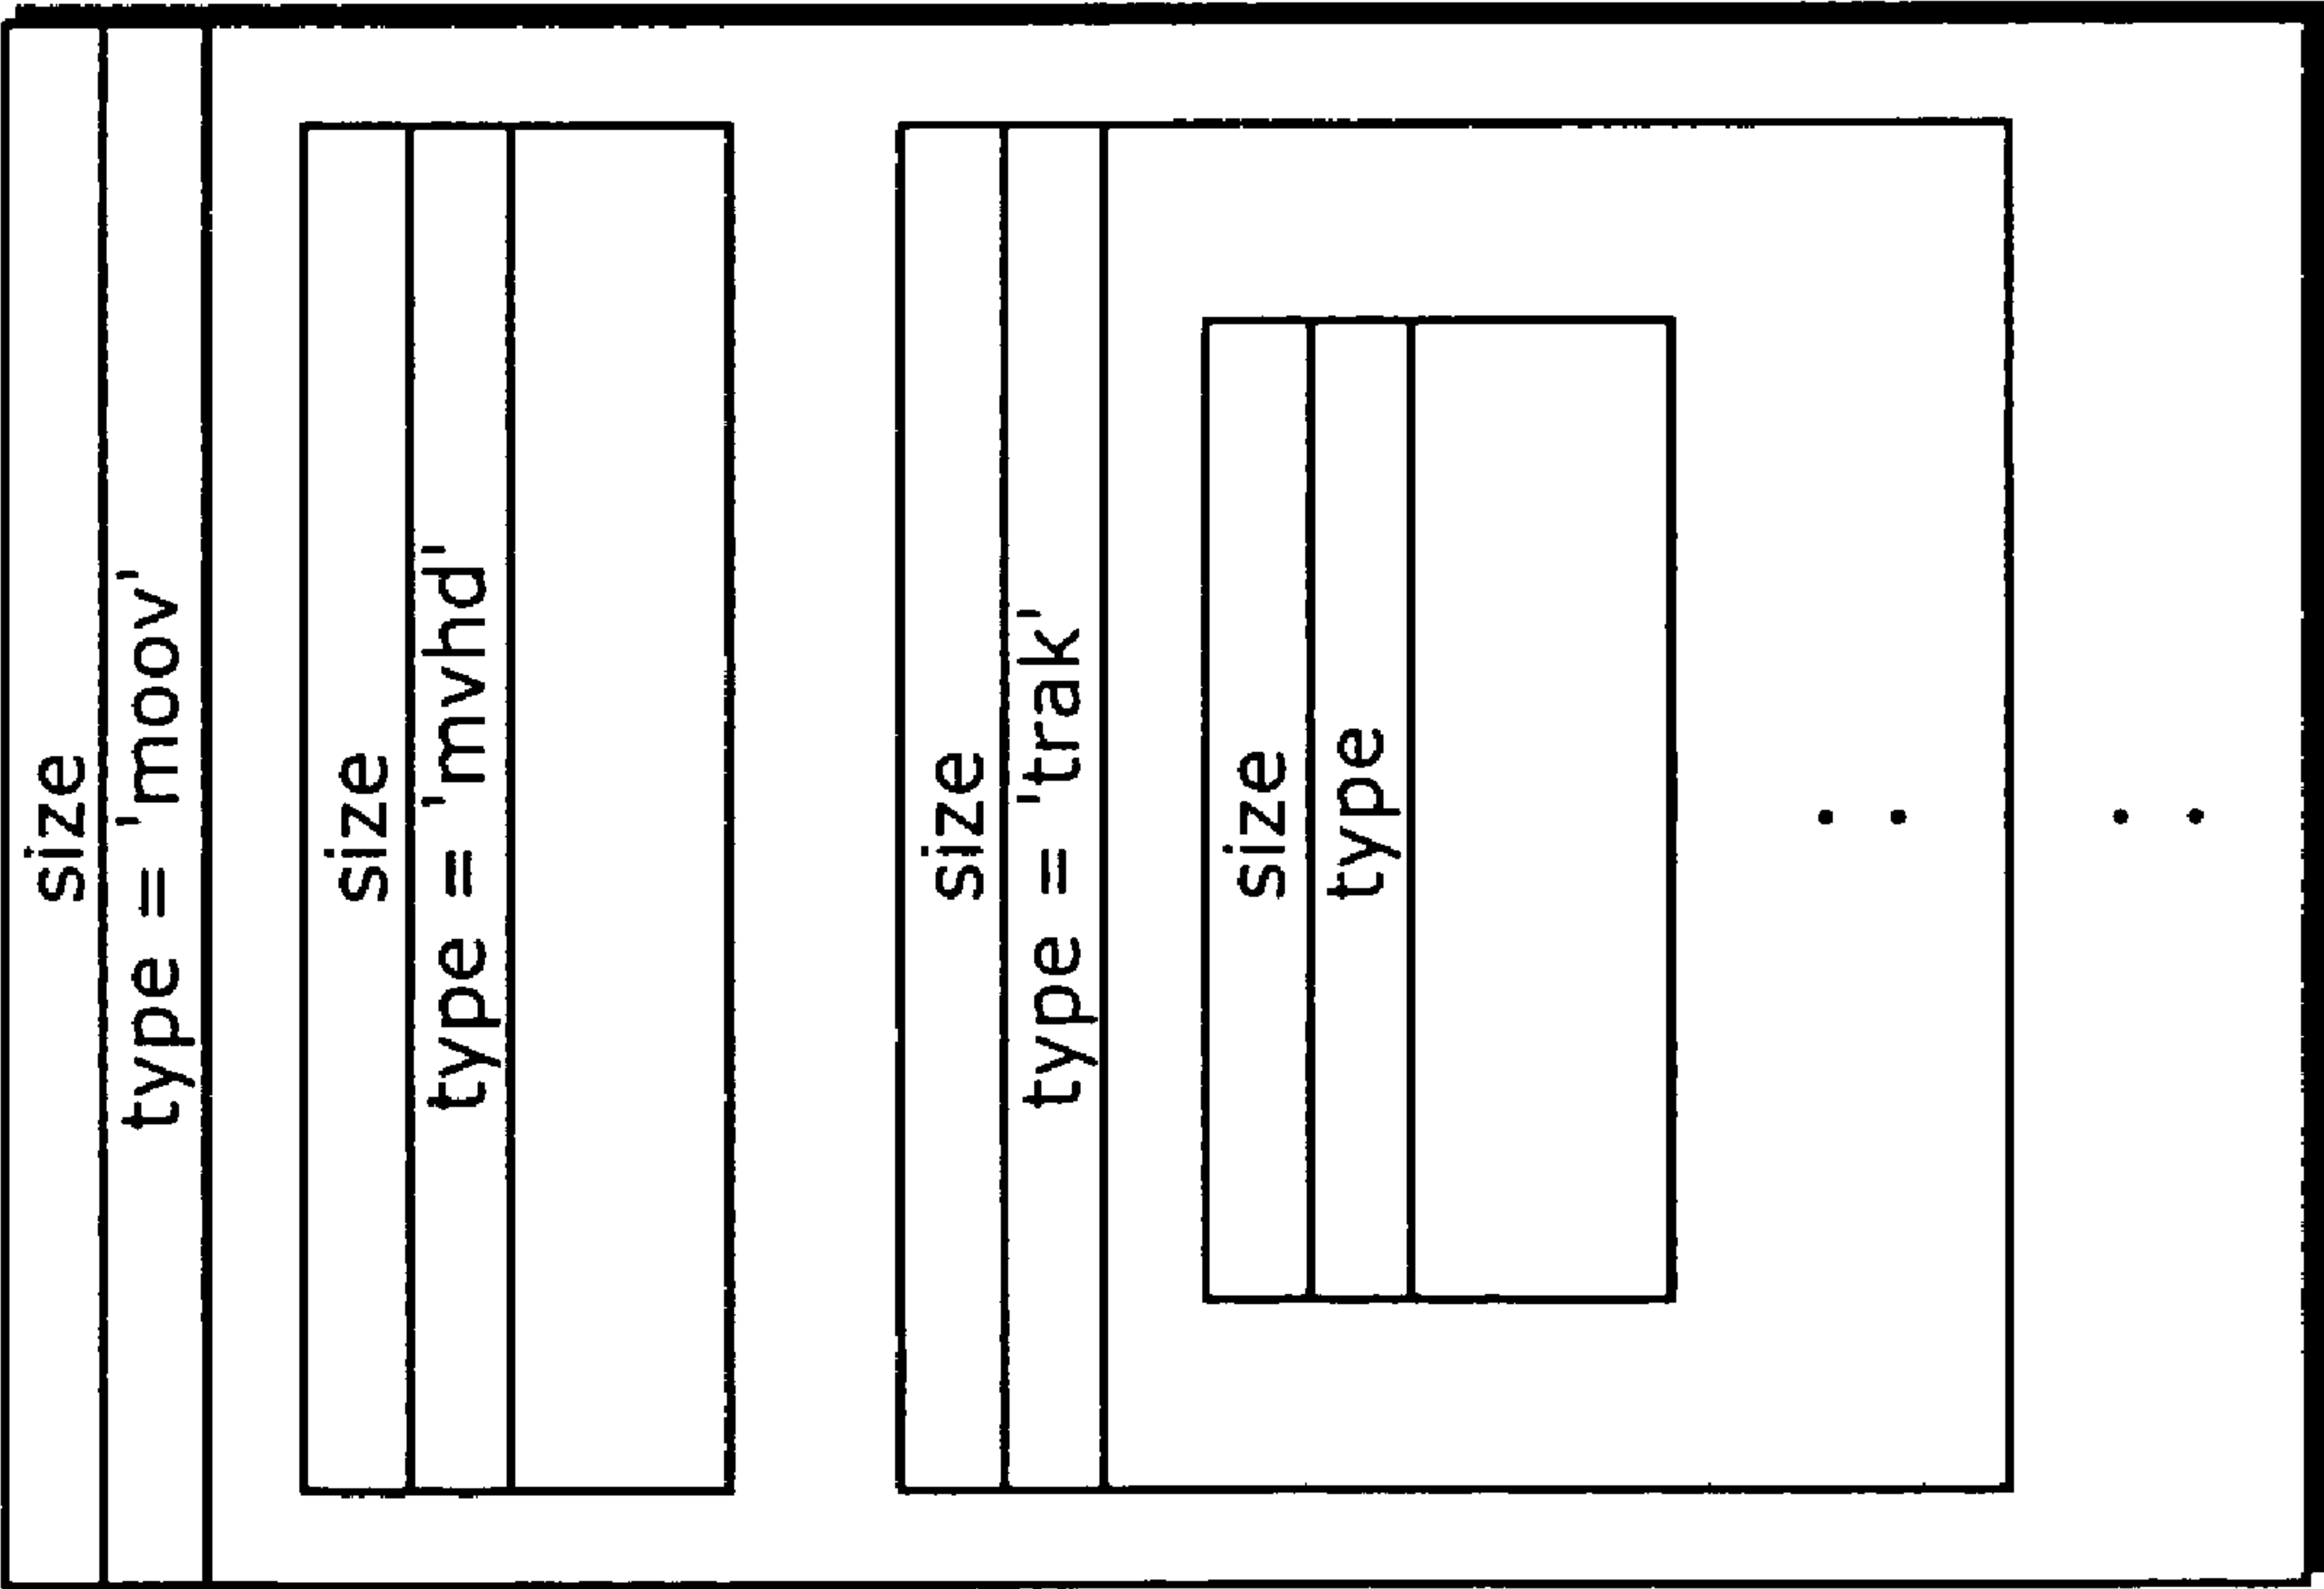 size
type = 'moov'
size
type = 'mvhd'
size
type = 'trak'
size
type